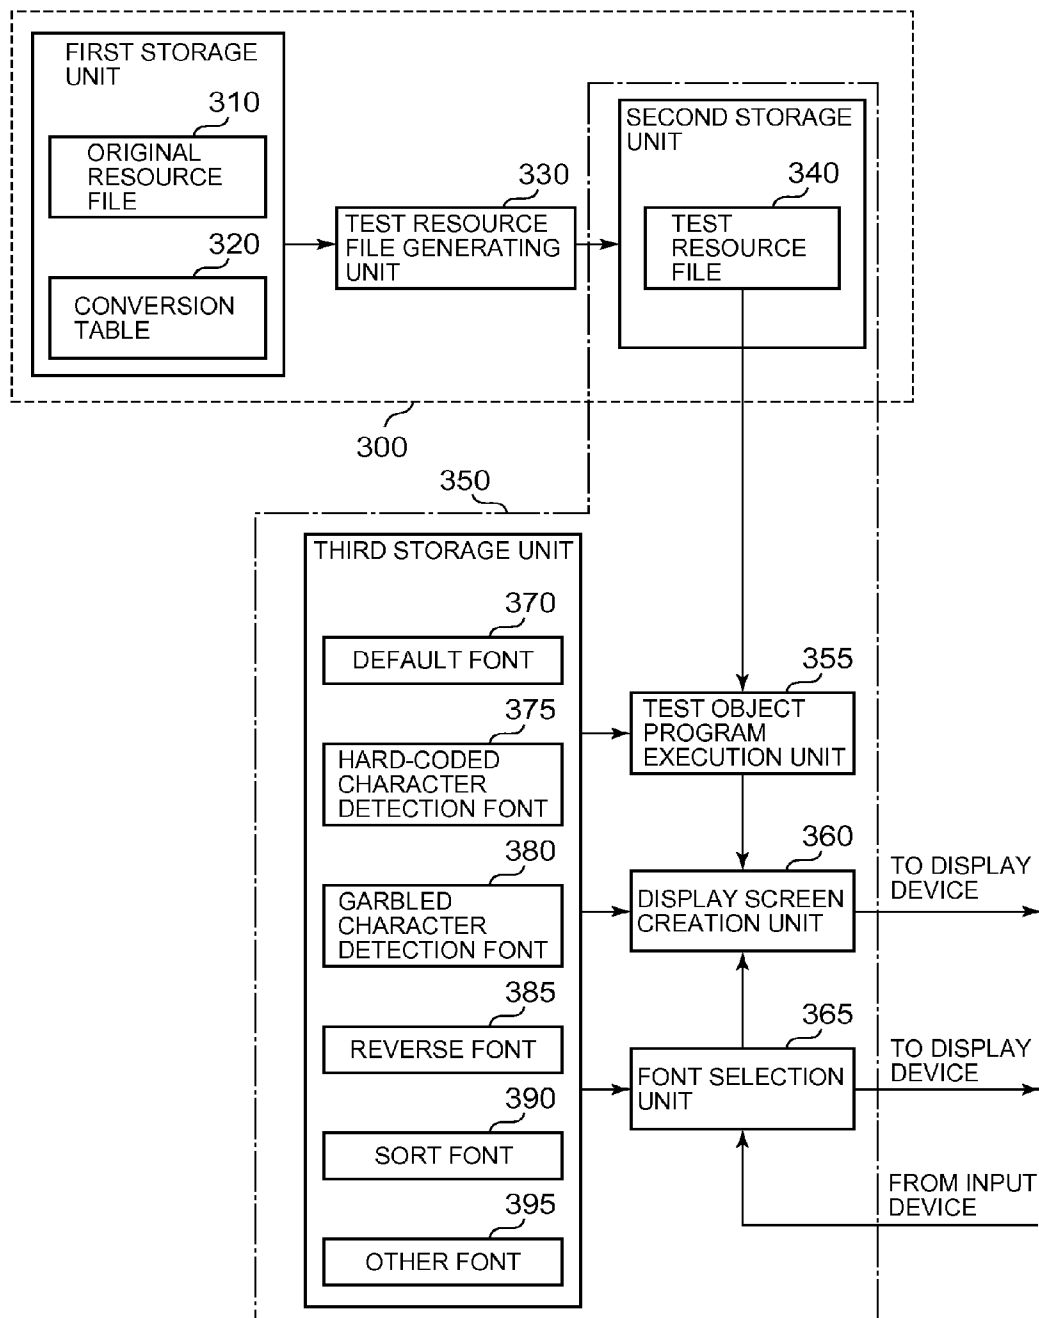 FIRST STORAGE
UNIT
310
ORIGINAL
RESOURCE
FILE
320
CONVERSION
TABLE
330
TEST RESOURCE
FILE GENERATING
UNIT
SECOND STORAGE
UNIT
340
TEST
RESOURCE
FILE
300
350
THIRD STORAGE UNIT
370
DEFAULT FONT
375
HARD-CODED
CHARACTER
DETECTION FONT
380
GARBLED
CHARACTER
DETECTION FONT
385
REVERSE FONT
390
SORT FONT
395
OTHER FONT
355
TEST OBJECT
PROGRAM
EXECUTION UNIT
360
DISPLAY SCREEN
CREATION UNIT
TO DISPLAY
DEVICE
365
FONT SELECTION
UNIT
TO DISPLAY
DEVICE
FROM INPUT
DEVICE